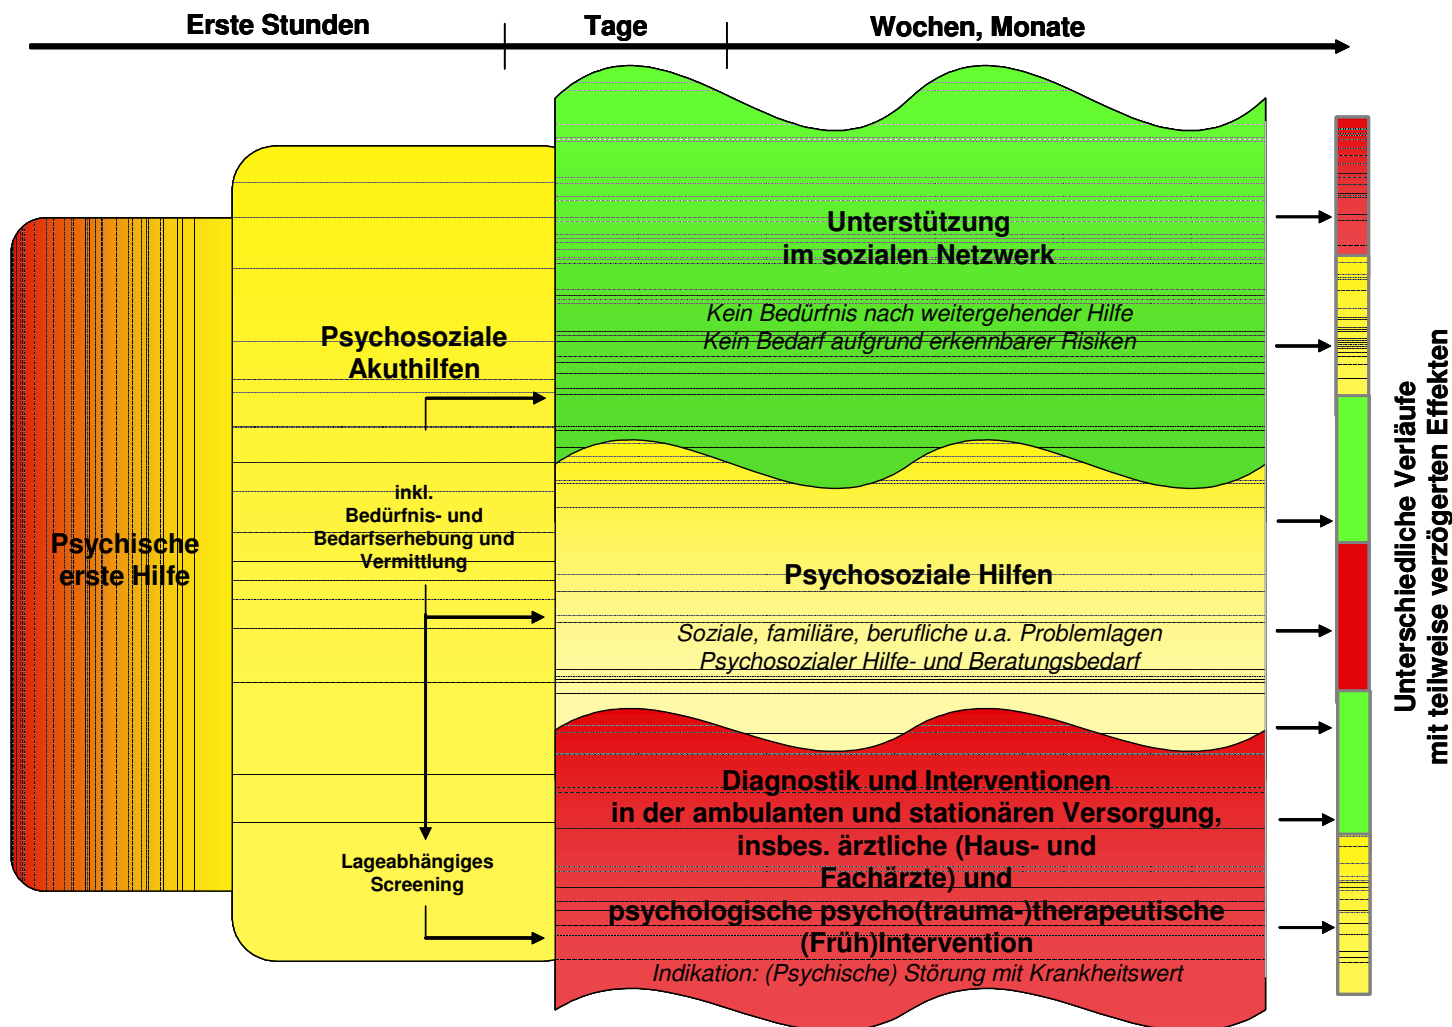 Erste Stunden
Tage
Wochen, Monate
Psychische
erste Hilfe
Psychosoziale
Akuthilfen
inkl.
Bedürfnis- und
Bedarfserhebung und
Vermittlung
Lageabhängiges
Screening
Unterstützung
im sozialen Netzwerk
Kein Bedürfnis nach weitergehender Hilfe
Kein Bedarf aufgrund erkennbarer Risiken
Psychosoziale Hilfen
Soziale, familiäre, berufliche u.a. Problemlagen
Psychosozialer Hilfe- und Beratungsbedarf
Diagnostik und Interventionen
in der ambulanten und stationären Versorgung,
insbes. ärztliche (Haus- und
Fachärzte) und
psychologische psycho(trauma-)therapeutische
(Früh)Intervention
Indikation: (Psychische) Störung mit Krankheitswert
Unterschiedliche Verläufe
mit teilweise verzögerten Effekten